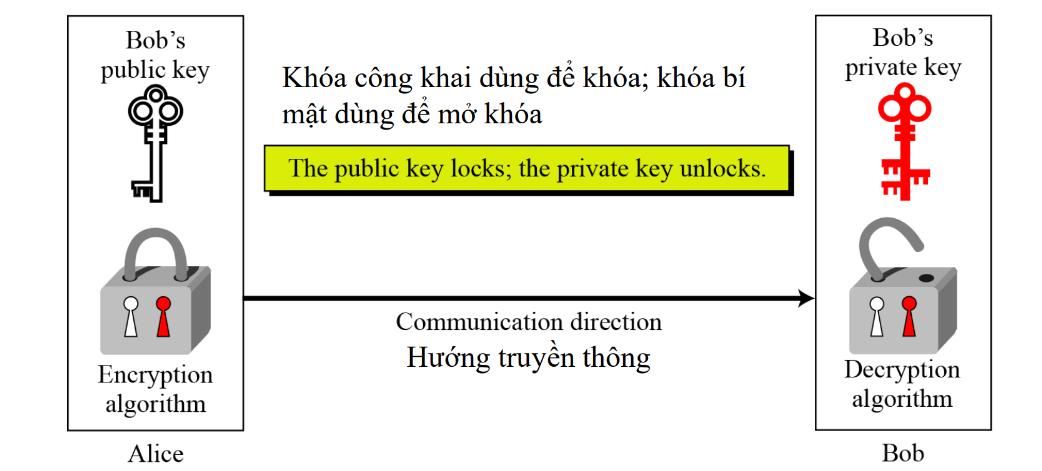 Bob's
public key
Khóa công khai dùng để khóa; khóa bí
mật dùng để mở khóa
The public key locks; the private key unlocks.
Bob's
private key
Encryption
algorithm
Communication direction
Hướng truyền thông
Decryption
algorithm
Alice
Bob